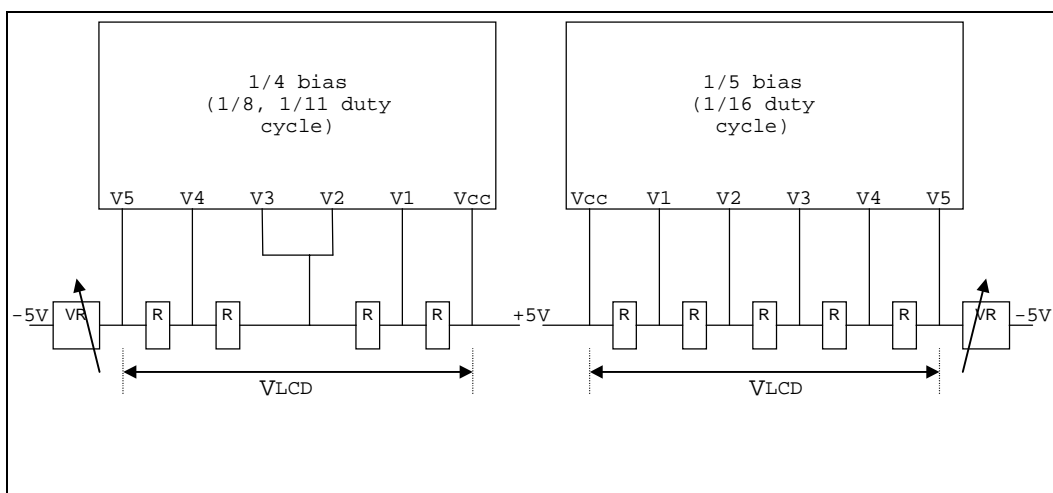 1/4 bias
(1/8, 1/11 duty
cycle)
V5 V4 V3 V2 V1 Vcc
1/5 bias
(1/16 duty
cycle)
Vcc V1 V2 V3 V4 V5
-5V VR R R R R +5V R R R R R VR -5V
VLCD
VLCD